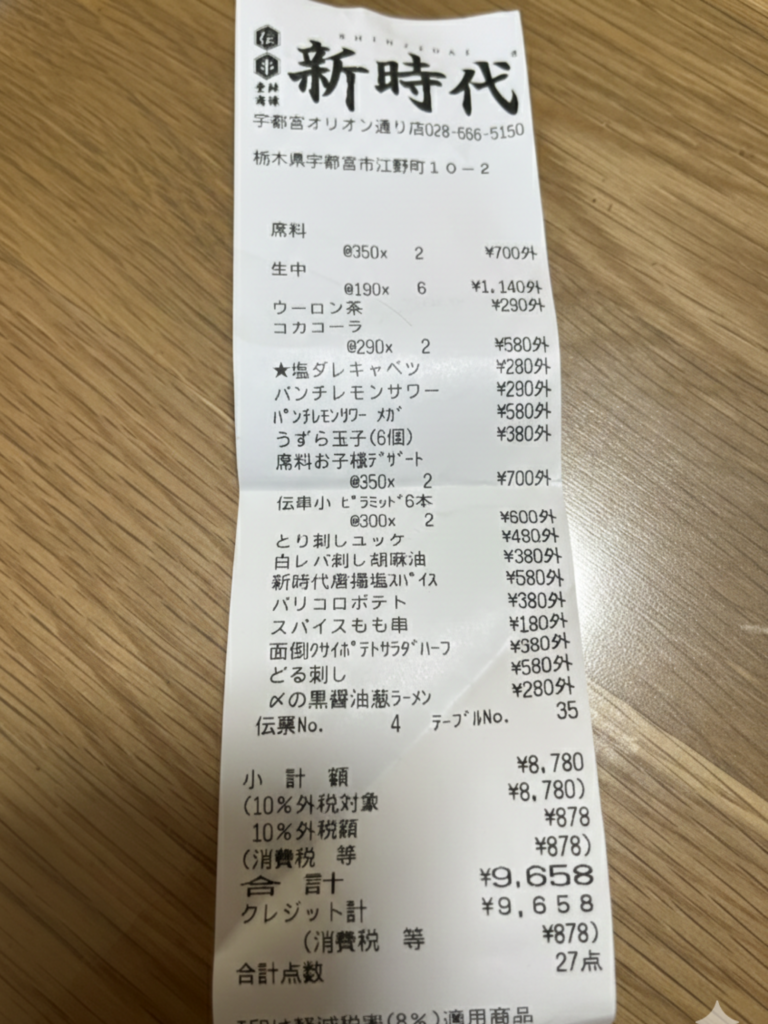 伝串
SHINJIDAI
新時代
宇都宮オリオン通り店028-666-5150
栃木県宇都宮市江野町10-2
席料
@350x 2 ¥700外
生中
@190x 6 ¥1,140外
ウーロン茶 ¥290外
コカコーラ
@290x 2 ¥580外
★塩ダレキャベツ ¥280外
パンチレモンサワー ¥290外
ﾊﾟﾝﾁﾚﾓﾝｻﾜｰ ﾒｶﾞ ¥580外
うずら玉子(6個) ¥380外
席料お子様ﾃﾞｻﾞｰﾄ
@350x 2 ¥700外
伝串小 ﾋﾟﾗﾐｯﾄﾞ6本
@300x 2 ¥600外
とり刺しユッケ ¥480外
白レバ刺し胡麻油 ¥380外
新時代唐揚塩ｽﾊﾟｲｽ ¥580外
バリコロポテト ¥380外
スパイスもも串 ¥180外
面倒ｸｻｲﾎﾟﾃﾄｻﾗﾀﾞﾊｰﾌ ¥380外
どる刺し ¥580外
〆の黒醤油葱ﾗｰﾒﾝ ¥280外
伝票No. 4 ﾃｰﾌﾞﾙNo. 35
小計額 ¥8,780
(10%外税対象 ¥8,780)
10%外税額 ¥878
(消費税 等 ¥878)
合計 ¥9,658
クレジット計 ¥9,658
(消費税 等 ¥878)
合計点数 27点
軽減税率(8%)適用商品